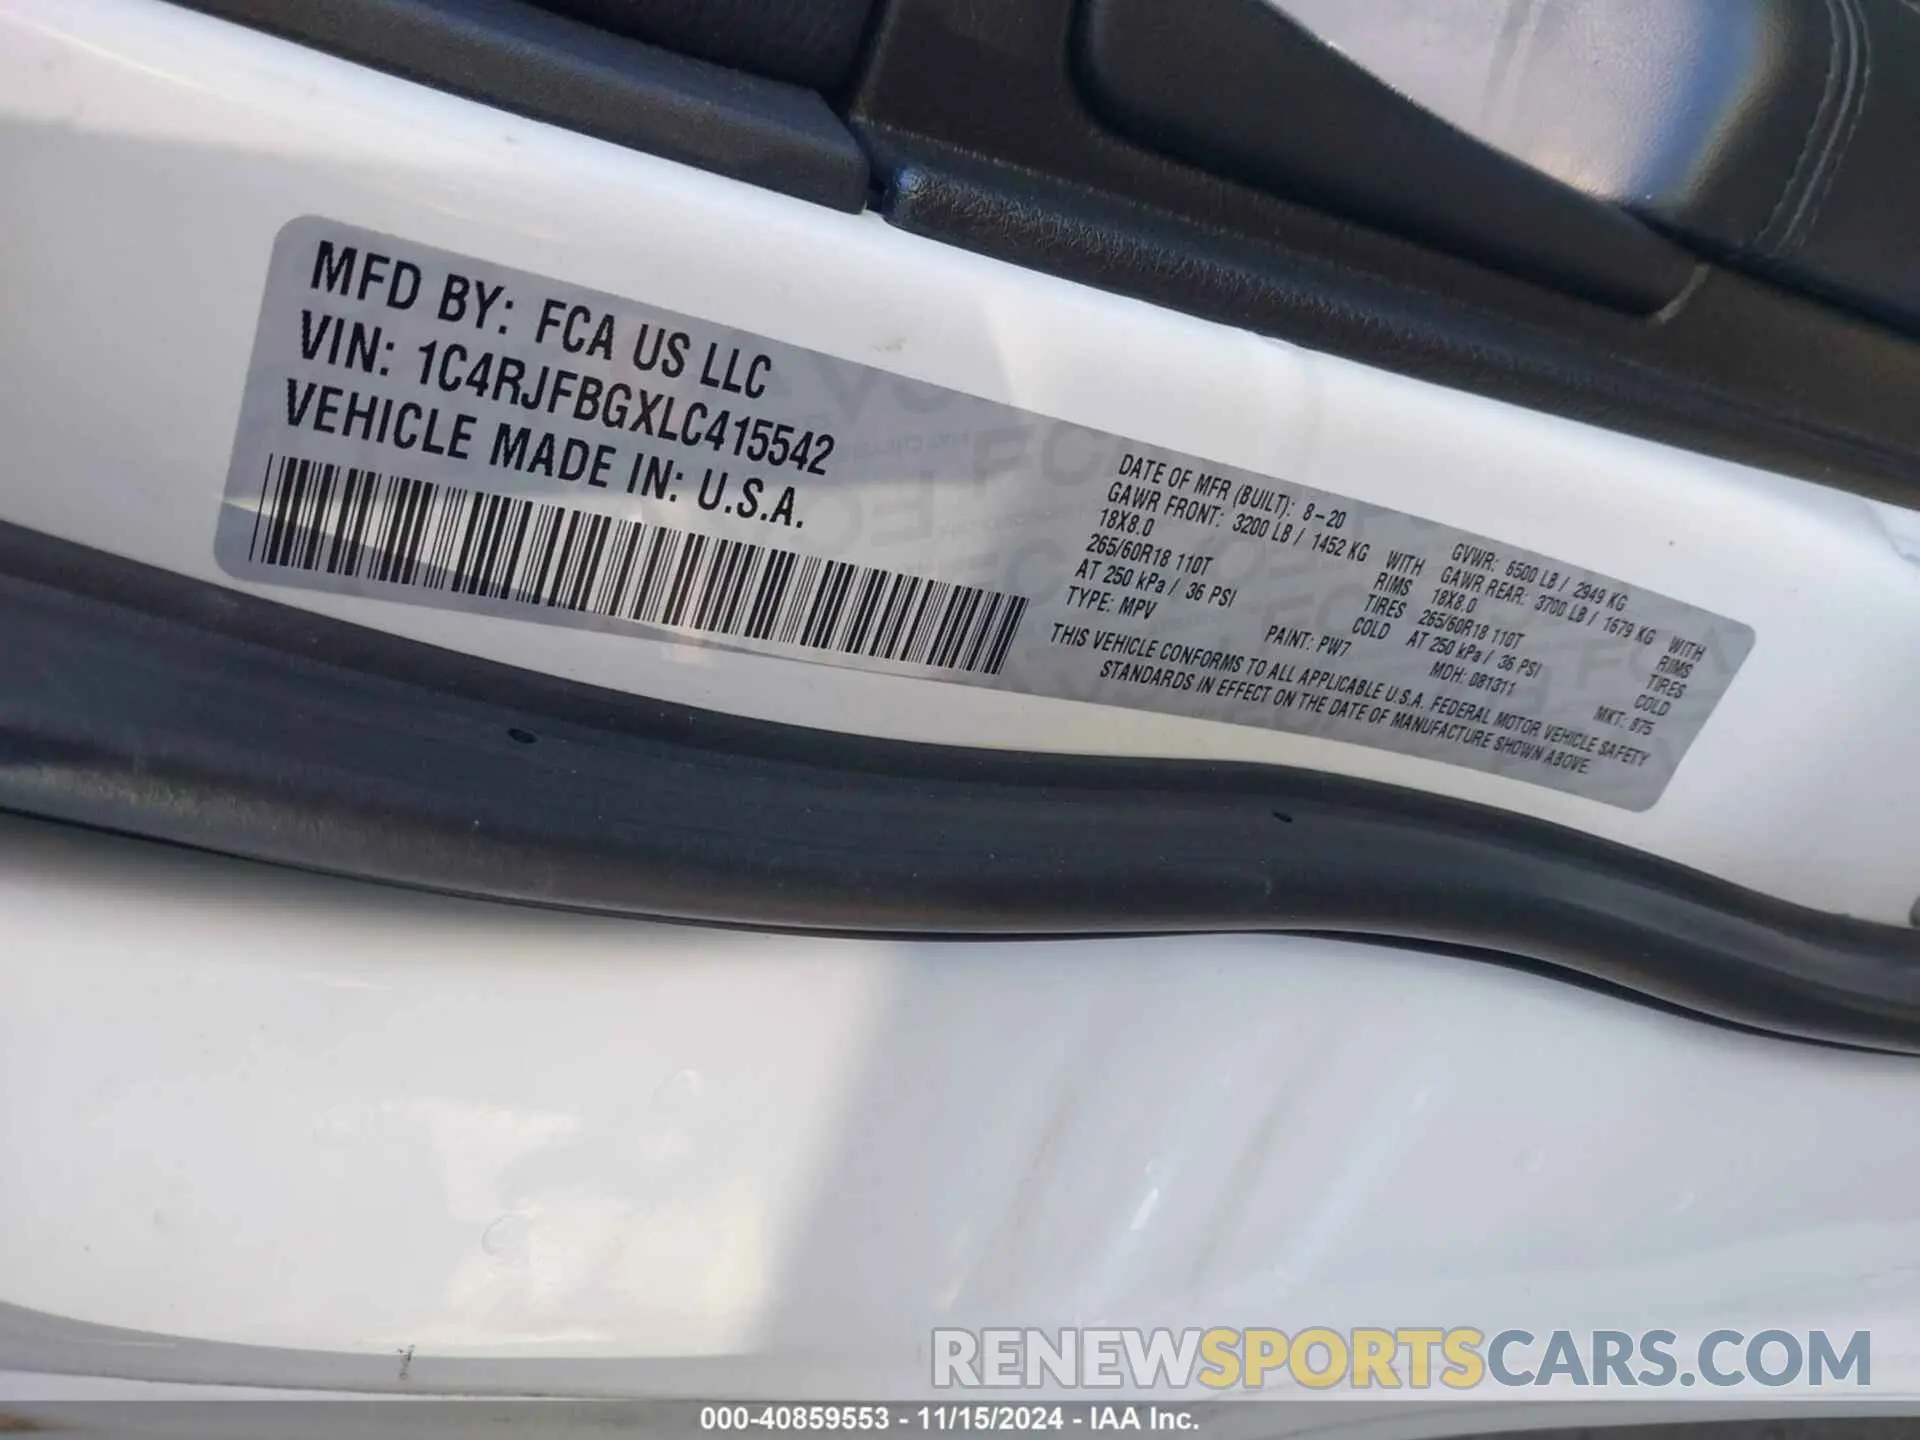 MFD BY: FCA US LLC
VIN: 1C4RJFBGXLC415542
VEHICLE MADE IN: U.S.A.
DATE OF MFR (BUILT): 8-20
GVWR: 6500 LB / 2949 KG
GAWR FRONT: 3200 LB / 1452 KG WITH
GAWR REAR: 3700 LB / 1679 KG WITH
18X8.0 RIMS
18X8.0 RIMS
265/60R18 110T TIRES
265/60R18 110T TIRES
AT 250 kPa / 36 PSI COLD
AT 250 kPa / 36 PSI COLD
TYPE: MPV
PAINT: PW7
MDH: 081311
MKT: 875
THIS VEHICLE CONFORMS TO ALL APPLICABLE U.S.A. FEDERAL MOTOR VEHICLE SAFETY
STANDARDS IN EFFECT ON THE DATE OF MANUFACTURE SHOWN ABOVE.
RENEWSPORTSCARS.COM
000-40859553 - 11/15/2024 - IAA Inc.